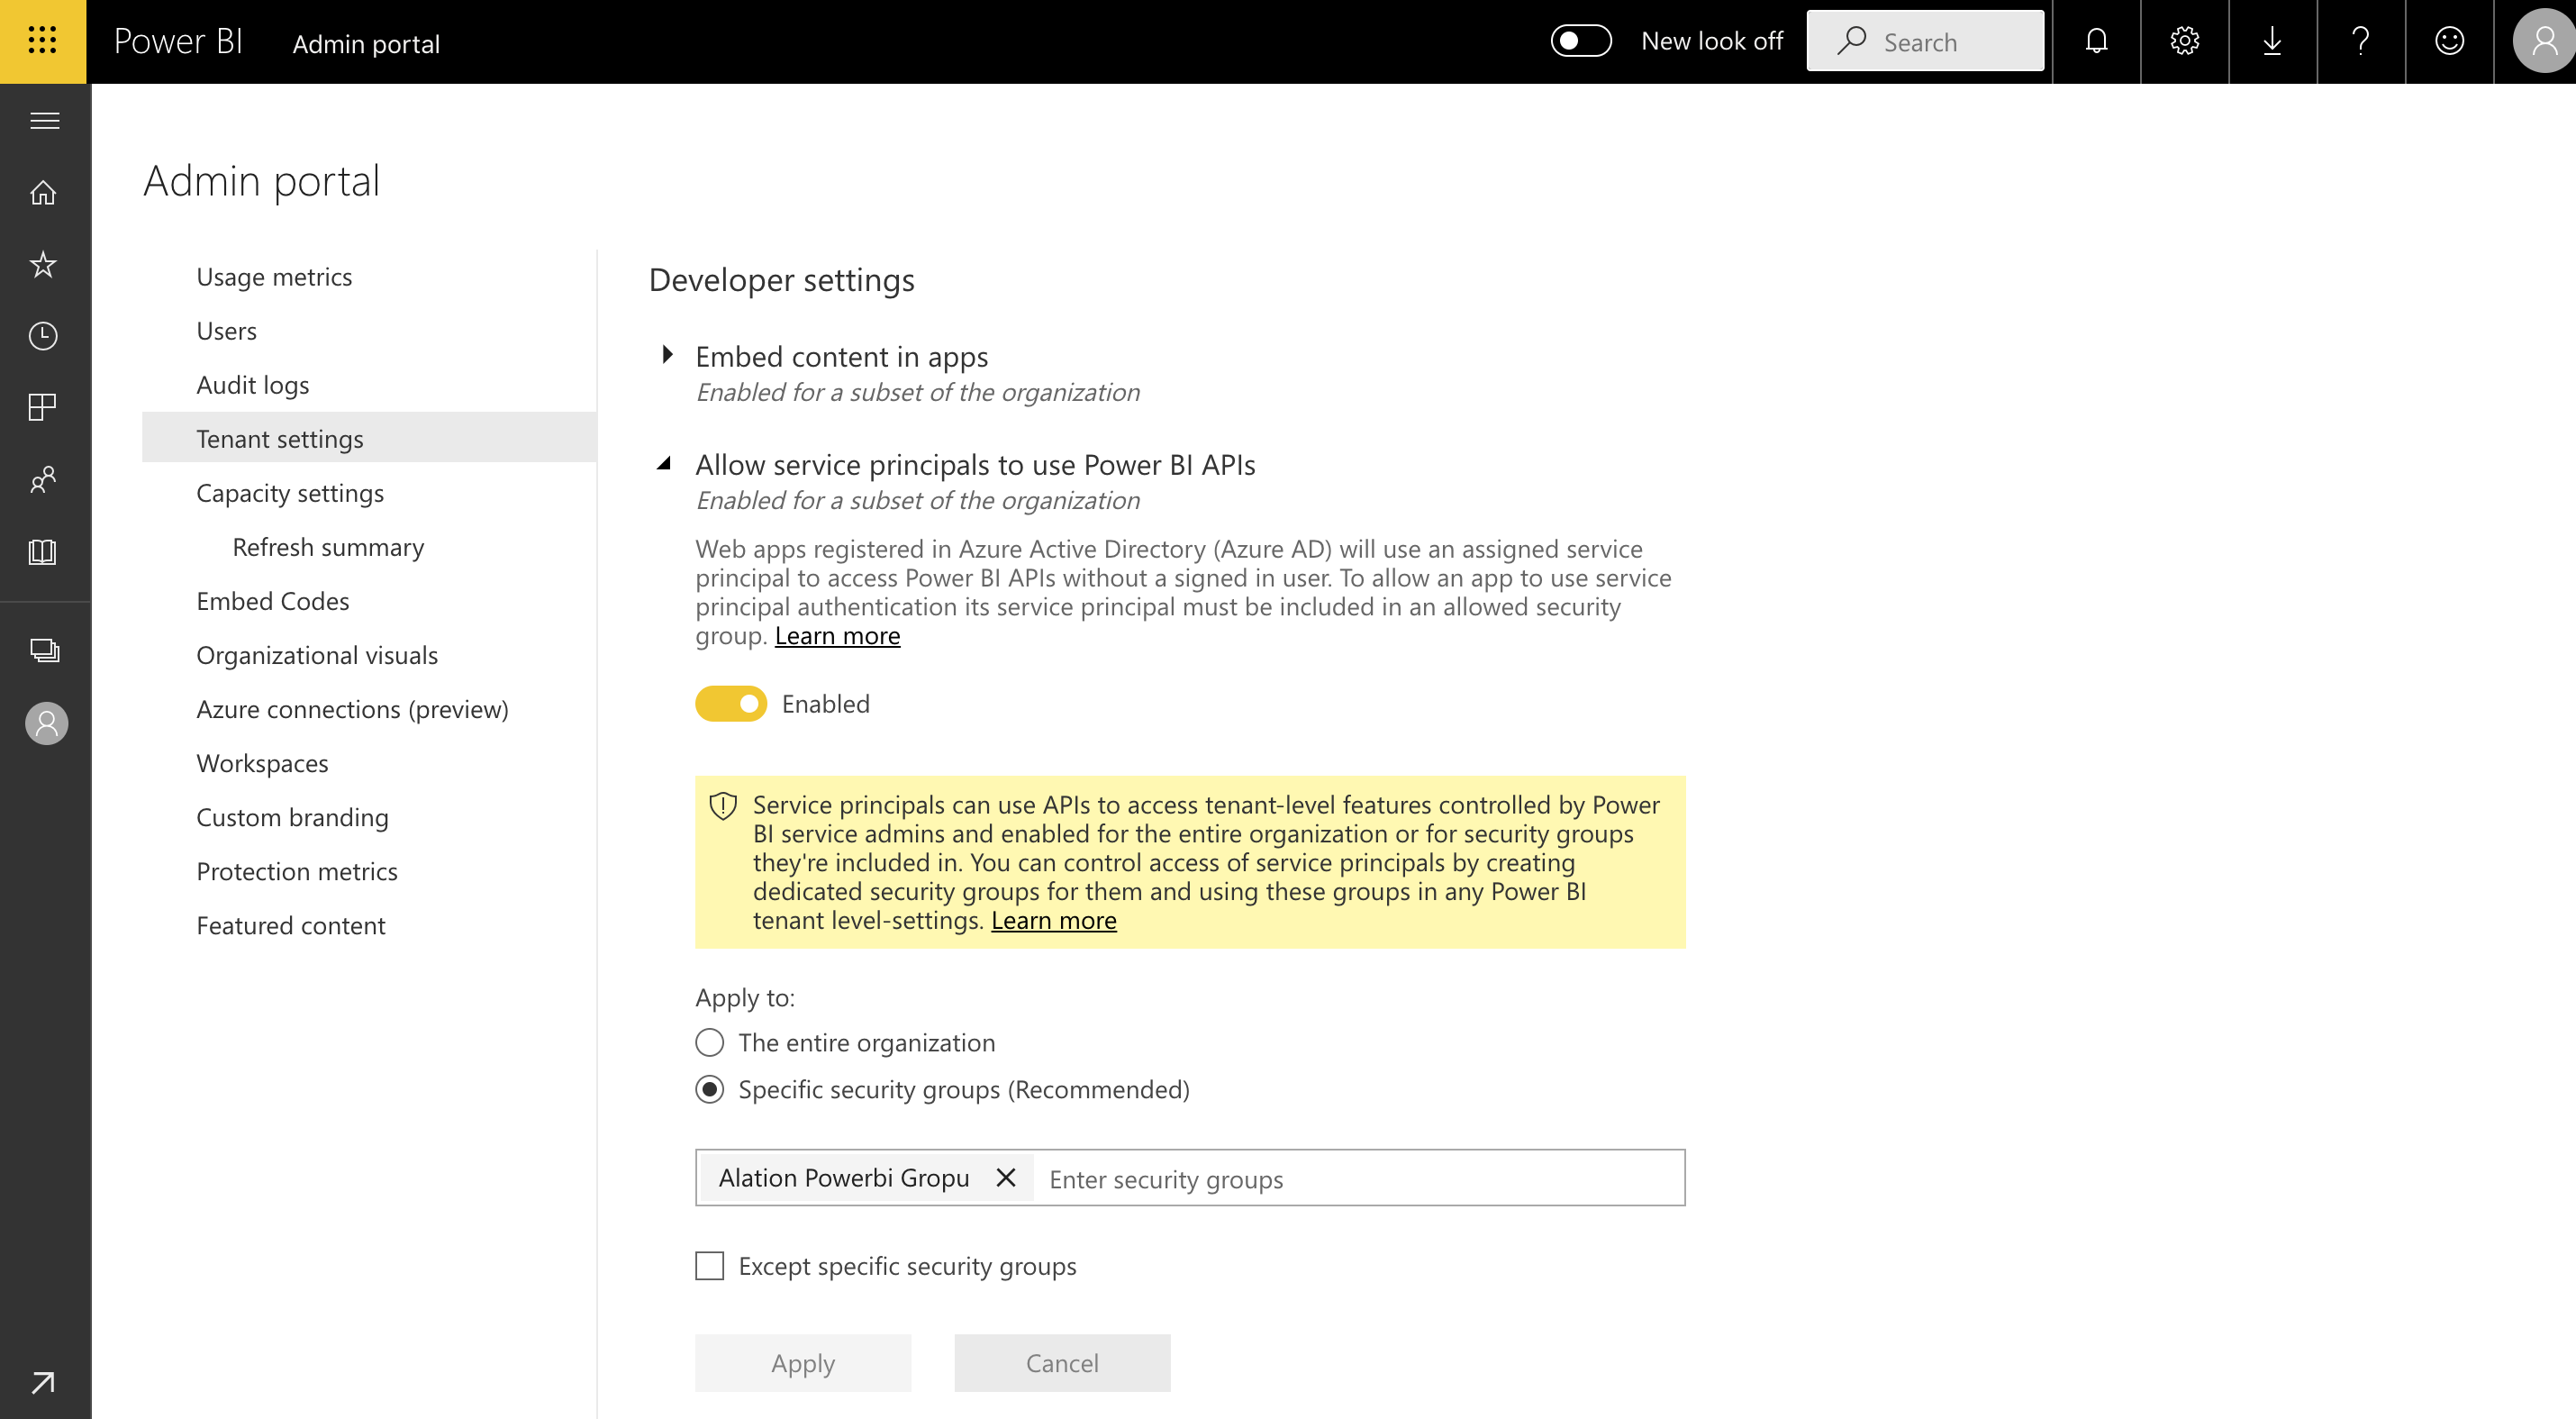 Power BI
Admin portal
New look off
Search
Admin portal
Usage metrics
Users
Audit logs
Tenant settings
Capacity settings
Refresh summary
Embed Codes
Organizational visuals
Azure connections (preview)
Workspaces
Custom branding
Protection metrics
Featured content
Developer settings
Embed content in apps
Enabled for a subset of the organization
Allow service principals to use Power BI APIs
Enabled for a subset of the organization
Web apps registered in Azure Active Directory (Azure AD) will use an assigned service
principal to access Power BI APIs without a signed in user. To allow an app to use service
principal authentication its service principal must be included in an allowed security
group. Learn more
Enabled
Service principals can use APIs to access tenant-level features controlled by Power
BI service admins and enabled for the entire organization or for security groups
they're included in. You can control access of service principals by creating
dedicated security groups for them and using these groups in any Power BI
tenant level-settings. Learn more
Apply to:
The entire organization
Specific security groups (Recommended)
Alation Powerbi Gropu
Enter security groups
Except specific security groups
Apply
Cancel